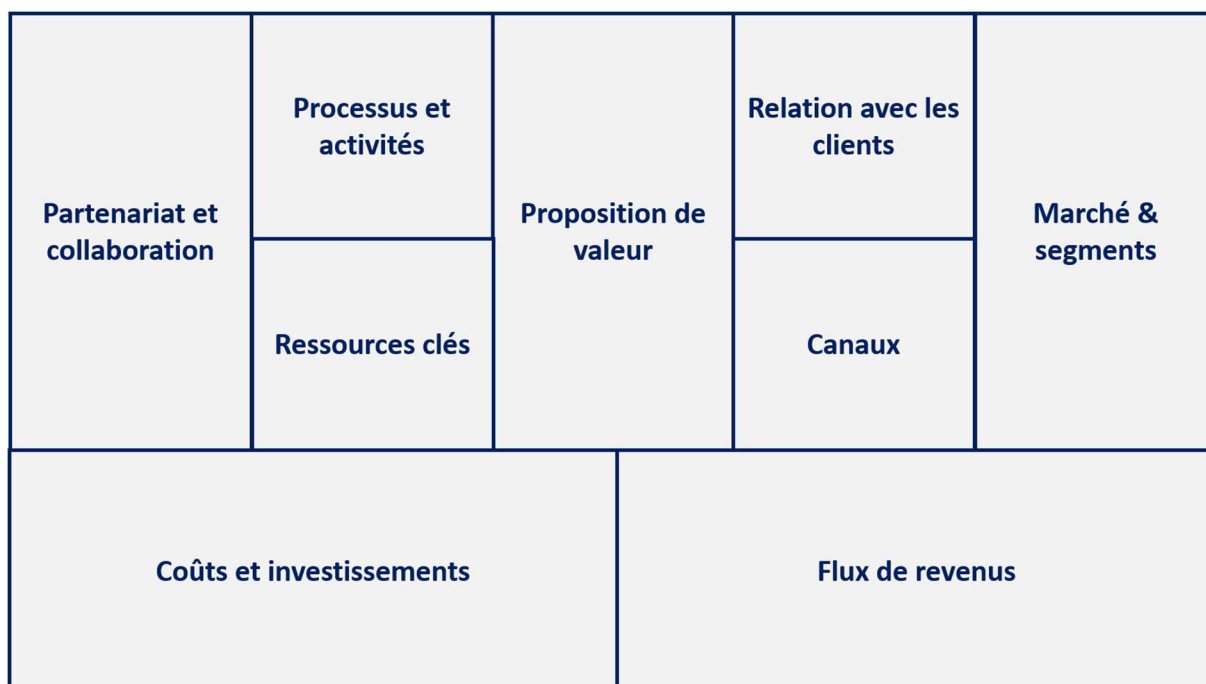 Partenariat et
collaboration
Processus et
activités
Ressources clés
Proposition de
valeur
Relation avec les
clients
Canaux
Marché &
segments
Coûts et investissements
Flux de revenus